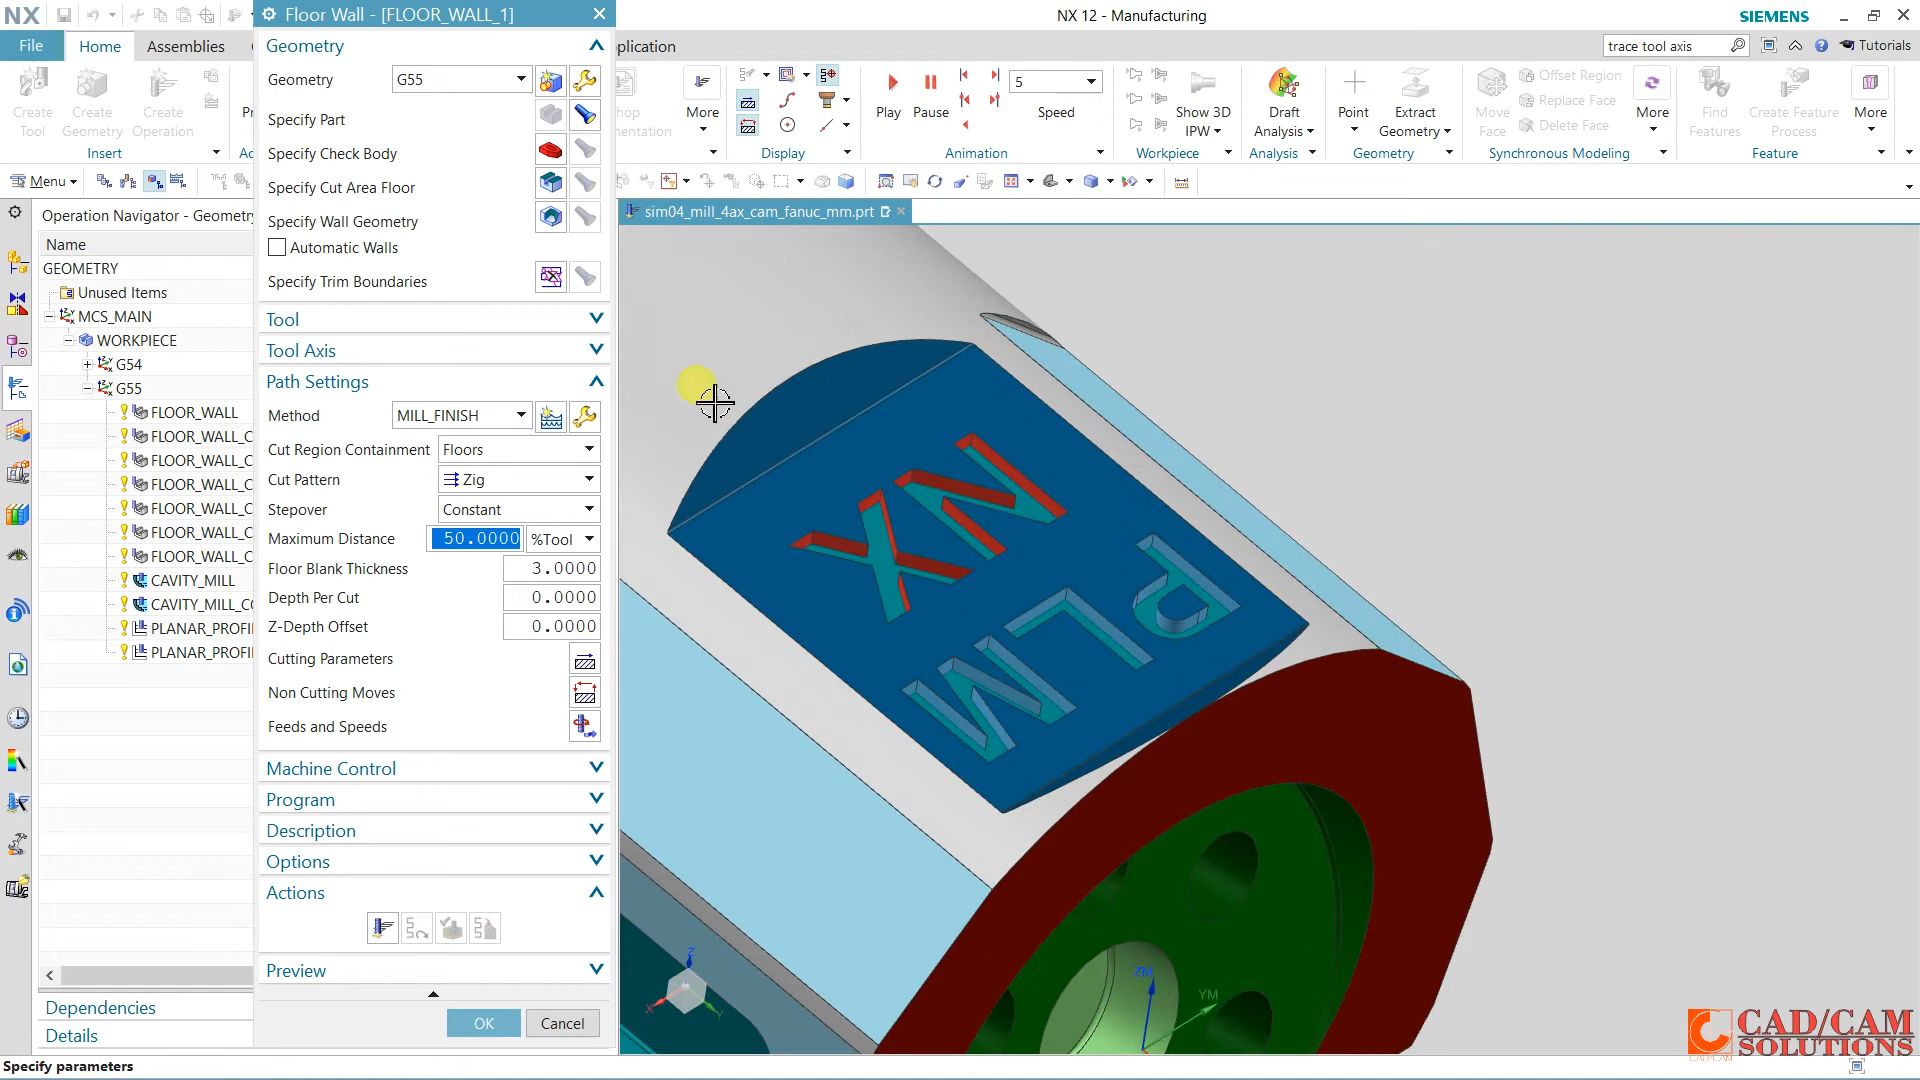 NX
Floor Wall - [FLOOR_WALL_1]
NX 12 - Manufacturing
SIEMENS
File
Home
Assemblies
plication
trace tool axis
Tutorials
Create Tool
Create Geometry
Create Operation
More
Play
Pause
5
Speed
Show 3D IPW
Draft Analysis
Point
Extract Geometry
Move Face
Offset Region
Replace Face
Delete Face
More
Find Features
Create Feature Process
More
Insert
Display
Animation
Workpiece
Analysis
Geometry
Synchronous Modeling
Feature
Menu
Operation Navigator - Geometry
sim04_mill_4ax_cam_fanuc_mm.prt
Name
GEOMETRY
Unused Items
MCS_MAIN
WORKPIECE
G54
G55
FLOOR_WALL
FLOOR_WALL_C
FLOOR_WALL_C
FLOOR_WALL_C
FLOOR_WALL_C
FLOOR_WALL_C
FLOOR_WALL_C
CAVITY_MILL
CAVITY_MILL_CO
PLANAR_PROFI
PLANAR_PROFI
Dependencies
Details
Geometry
Geometry
G55
Specify Part
Specify Check Body
Specify Cut Area Floor
Specify Wall Geometry
Automatic Walls
Specify Trim Boundaries
Tool
Tool Axis
Path Settings
Method
MILL_FINISH
Cut Region Containment
Floors
Cut Pattern
Zig
Stepover
Constant
Maximum Distance
50.0000
%Tool
Floor Blank Thickness
3.0000
Depth Per Cut
0.0000
Z-Depth Offset
0.0000
Cutting Parameters
Non Cutting Moves
Feeds and Speeds
Machine Control
Program
Description
Options
Actions
Preview
OK
Cancel
NX
PLM
Z
X
Y
ZM
YM
CAD/CAM
SOLUTIONS
CAD/CAM
Specify parameters